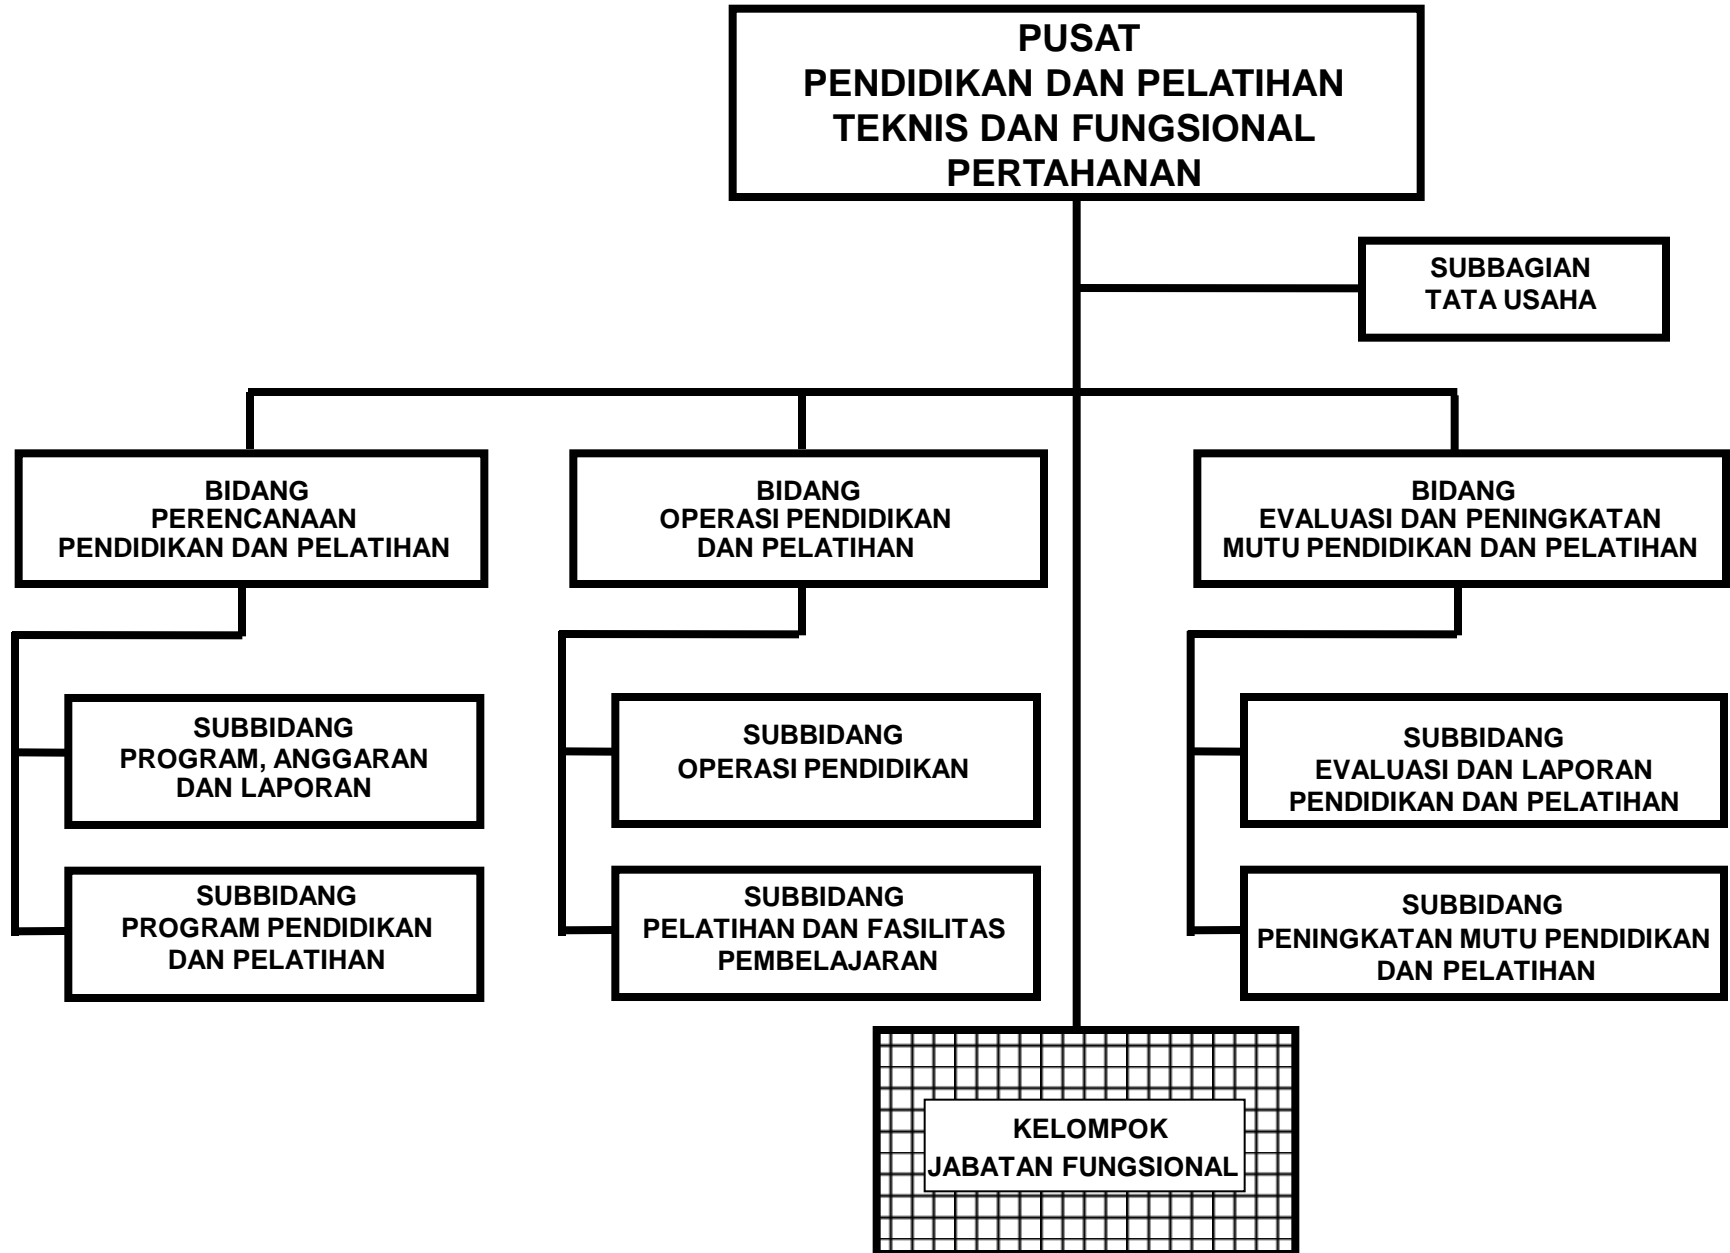 PUSAT
PENDIDIKAN DAN PELATIHAN
TEKNIS DAN FUNGSIONAL
PERTAHANAN
SUBBAGIAN
TATA USAHA
BIDANG
PERENCANAAN
PENDIDIKAN DAN PELATIHAN
BIDANG
OPERASI PENDIDIKAN
DAN PELATIHAN
BIDANG
EVALUASI DAN PENINGKATAN
MUTU PENDIDIKAN DAN PELATIHAN
SUBBIDANG
PROGRAM, ANGGARAN
DAN LAPORAN
SUBBIDANG
OPERASI PENDIDIKAN
SUBBIDANG
EVALUASI DAN LAPORAN
PENDIDIKAN DAN PELATIHAN
SUBBIDANG
PROGRAM PENDIDIKAN
DAN PELATIHAN
SUBBIDANG
PELATIHAN DAN FASILITAS
PEMBELAJARAN
SUBBIDANG
PENINGKATAN MUTU PENDIDIKAN
DAN PELATIHAN
KELOMPOK
JABATAN FUNGSIONAL